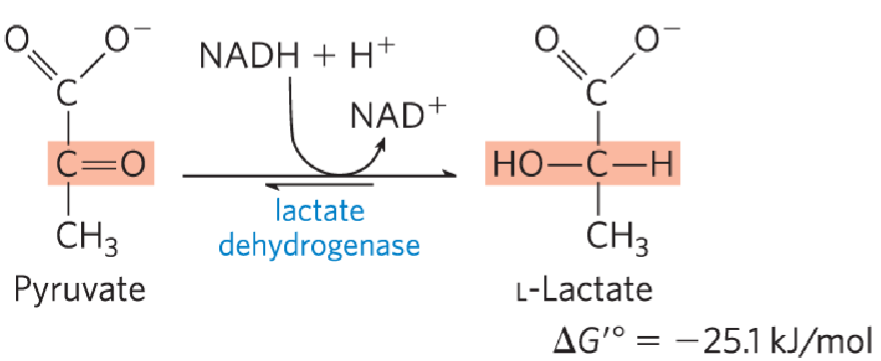 O O⁻
C
C=O
CH₃
Pyruvate
NADH + H⁺
NAD⁺
lactate
dehydrogenase
O O⁻
C
HO—C—H
CH₃
L-Lactate
ΔG′° = −25.1 kJ/mol